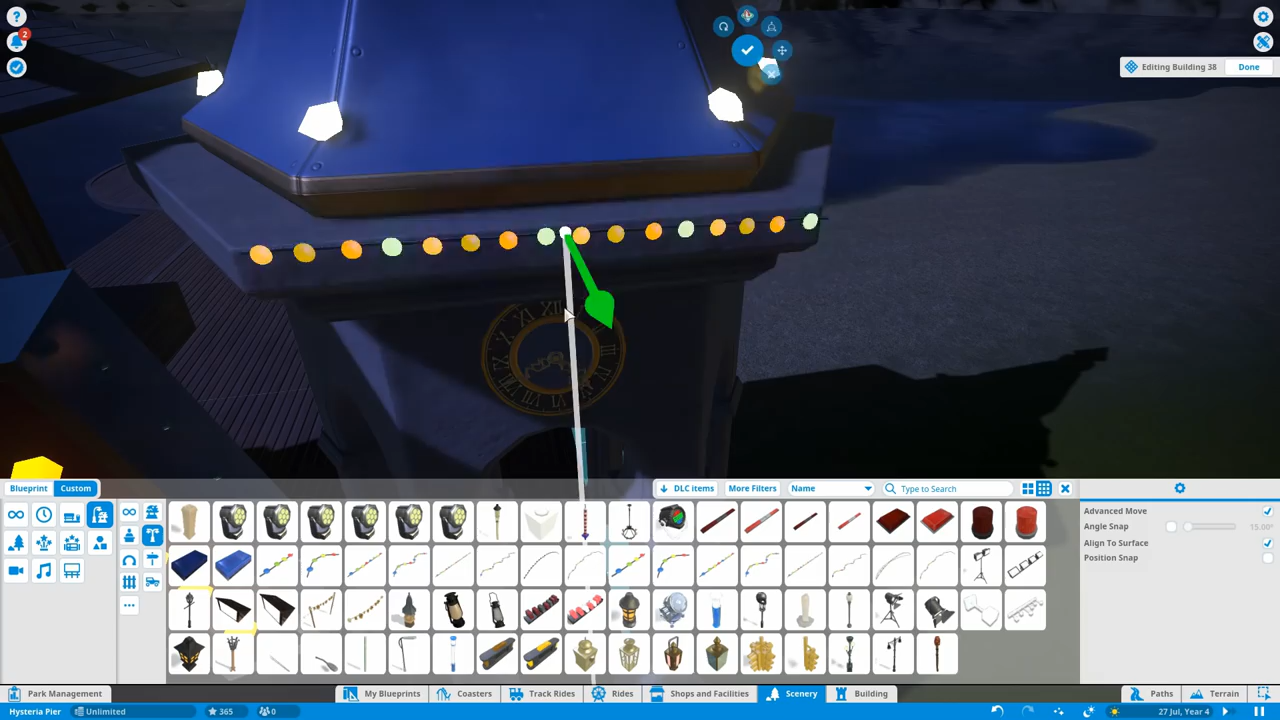 ?
2
Editing Building 38 Done
XII
Blueprint Custom
DLC items More Filters Name Type to Search
Advanced Move
Angle Snap 15.00°
Align To Surface
Position Snap
Park Management My Blueprints Coasters Track Rides Rides Shops and Facilities Scenery Building Paths Terrain
Hysteria Pier Unlimited 365 0 27 Jul, Year 4